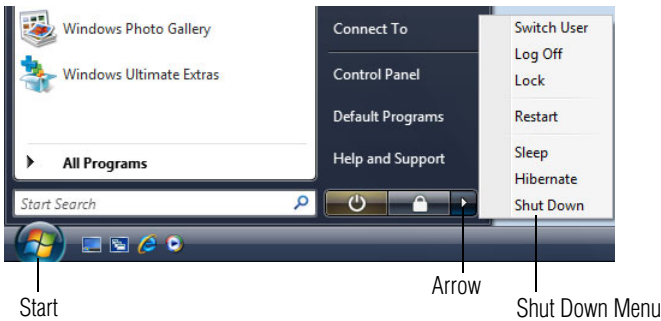 Windows Photo Gallery
Windows Ultimate Extras
All Programs
Start Search
Connect To
Control Panel
Default Programs
Help and Support
Switch User
Log Off
Lock
Restart
Sleep
Hibernate
Shut Down
Start
Arrow
Shut Down Menu